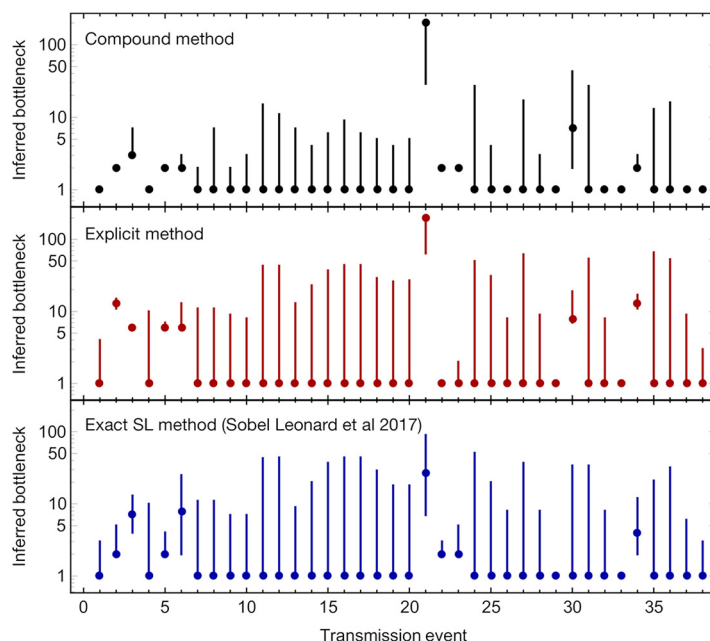 Compound method
Inferred bottleneck
100
50
10
5
1
Explicit method
Inferred bottleneck
100
50
10
5
1
Exact SL method (Sobel Leonard et al 2017)
Inferred bottleneck
100
50
10
5
1
0 5 10 15 20 25 30 35
Transmission event